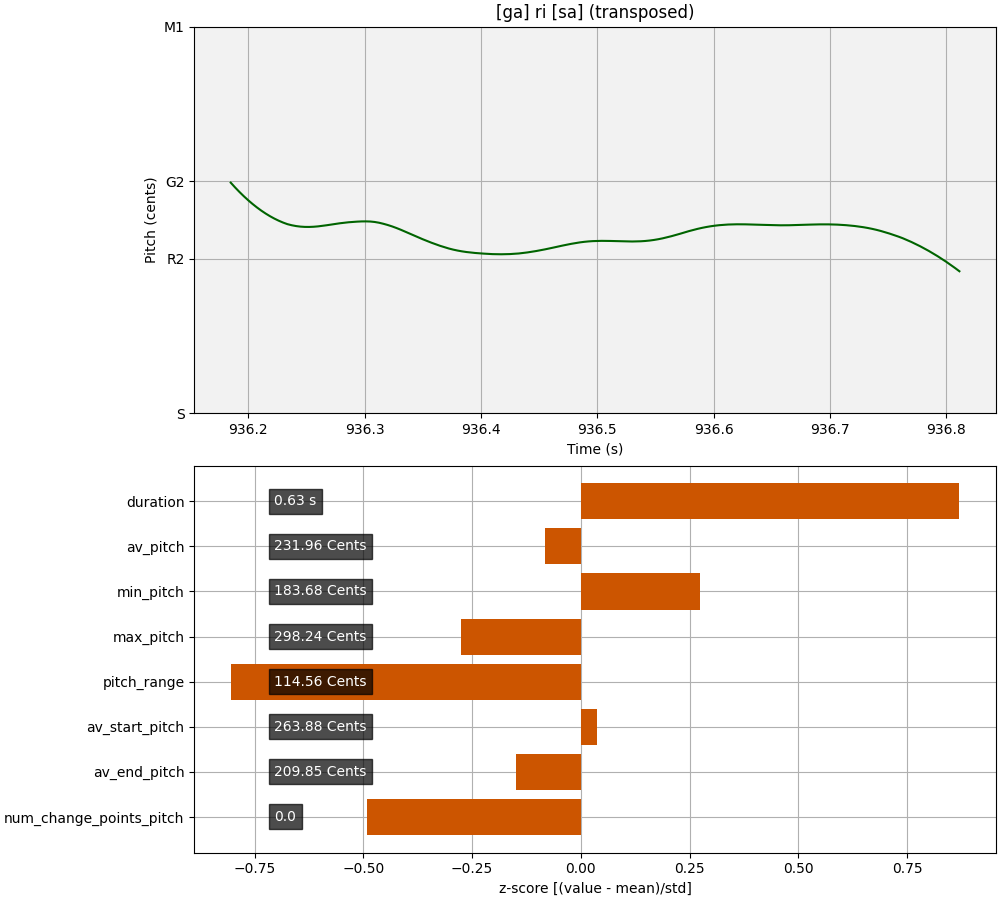 [ga] ri [sa] (transposed)
M1
G2
R2
S
Pitch (cents)
936.2 936.3 936.4 936.5 936.6 936.7 936.8
Time (s)
duration 0.63 s
av_pitch 231.96 Cents
min_pitch 183.68 Cents
max_pitch 298.24 Cents
pitch_range 114.56 Cents
av_start_pitch 263.88 Cents
av_end_pitch 209.85 Cents
num_change_points_pitch 0.0
−0.75 −0.50 −0.25 0.00 0.25 0.50 0.75
z-score [(value - mean)/std]